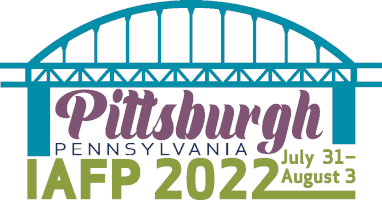 Pittsburgh
PENNSYLVANIA
IAFP 2022
July 31–
August 3